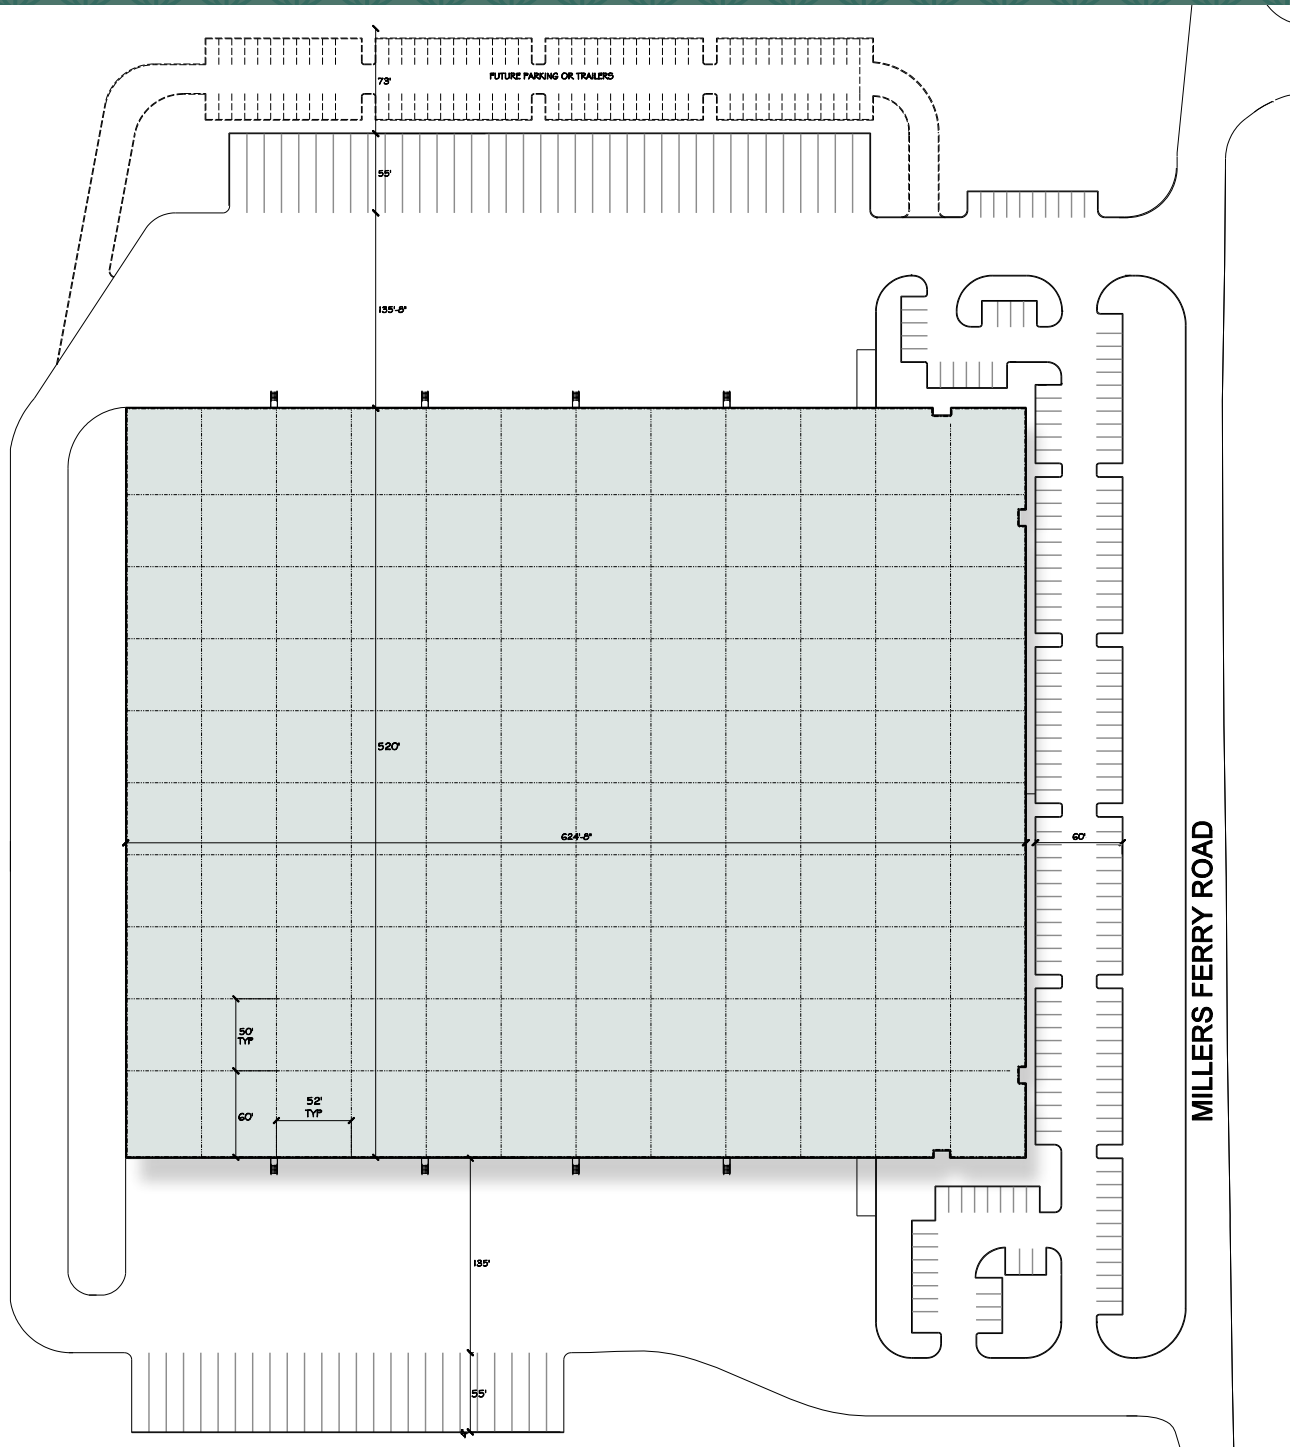 FUTURE PARKING OR TRAILERS
73'
55'
135'-8"
520'
624'-8"
60'
MILLERS FERRY ROAD
50'
TYP
52'
TYP
60'
135'
55'